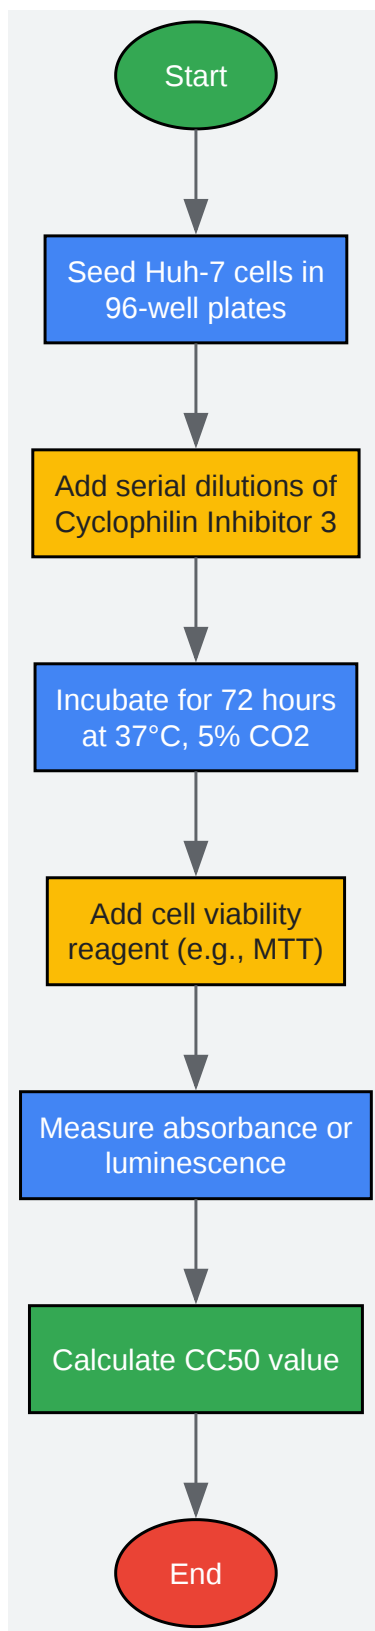 Start
Seed Huh-7 cells in
96-well plates
Add serial dilutions of
Cyclophilin Inhibitor 3
Incubate for 72 hours
at 37°C, 5% CO2
Add cell viability
reagent (e.g., MTT)
Measure absorbance or
luminescence
Calculate CC50 value
End